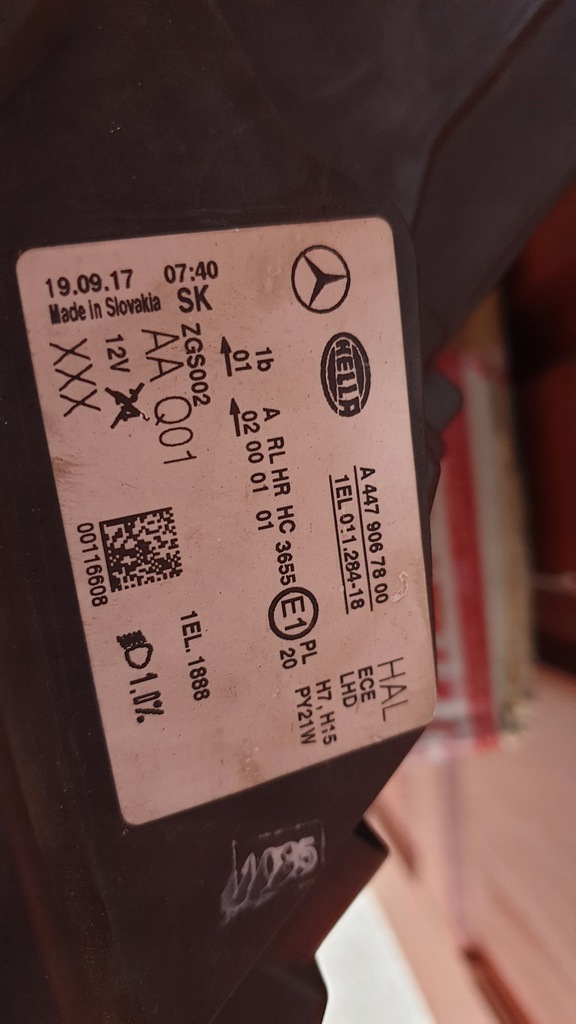 19.09.17 07:40
Made in Slovakia SK
HELLA
A 447 906 78 00
1EL 011.284-18
HAL
ECE
LHD
H7, H15
PY21W
1b
01
A RL HR HC 3655 E1 PL
02 00 01 01 20
ZGS002
AA Q01
12V
XXX
00116608
1EL. 1888
1.0%